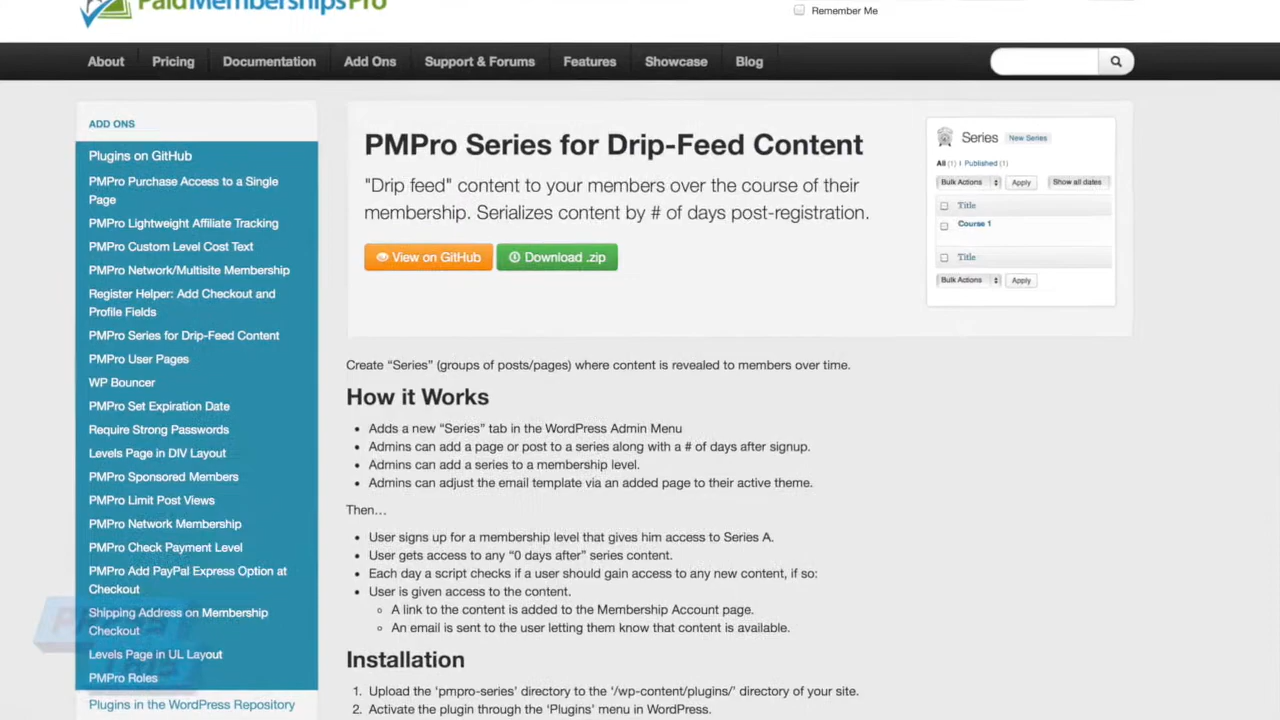 PaidMembershipsPro
Remember Me
About
Pricing
Documentation
Add Ons
Support & Forums
Features
Showcase
Blog
ADD ONS
Plugins on GitHub
PMPro Purchase Access to a Single
Page
PMPro Lightweight Affiliate Tracking
PMPro Custom Level Cost Text
PMPro Network/Multisite Membership
Register Helper: Add Checkout and
Profile Fields
PMPro Series for Drip-Feed Content
PMPro User Pages
WP Bouncer
PMPro Set Expiration Date
Require Strong Passwords
Levels Page in DIV Layout
PMPro Sponsored Members
PMPro Limit Post Views
PMPro Network Membership
PMPro Check Payment Level
PMPro Add PayPal Express Option at
Checkout
Shipping Address on Membership
Checkout
Levels Page in UL Layout
PMPro Roles
Plugins in the WordPress Repository
PMPro Series for Drip-Feed Content
"Drip feed" content to your members over the course of their
membership. Serializes content by # of days post-registration.
View on GitHub
Download .zip
Series New Series
All (1) | Published (1)
Bulk Actions Apply Show all dates
Title
Course 1
Title
Bulk Actions Apply
Create “Series” (groups of posts/pages) where content is revealed to members over time.
How it Works
• Adds a new “Series” tab in the WordPress Admin Menu
• Admins can add a page or post to a series along with a # of days after signup.
• Admins can add a series to a membership level.
• Admins can adjust the email template via an added page to their active theme.
Then…
• User signs up for a membership level that gives him access to Series A.
• User gets access to any “0 days after” series content.
• Each day a script checks if a user should gain access to any new content, if so:
• User is given access to the content.
◦ A link to the content is added to the Membership Account page.
◦ An email is sent to the user letting them know that content is available.
Installation
1. Upload the ‘pmpro-series’ directory to the ‘/wp-content/plugins/’ directory of your site.
2. Activate the plugin through the ‘Plugins’ menu in WordPress.